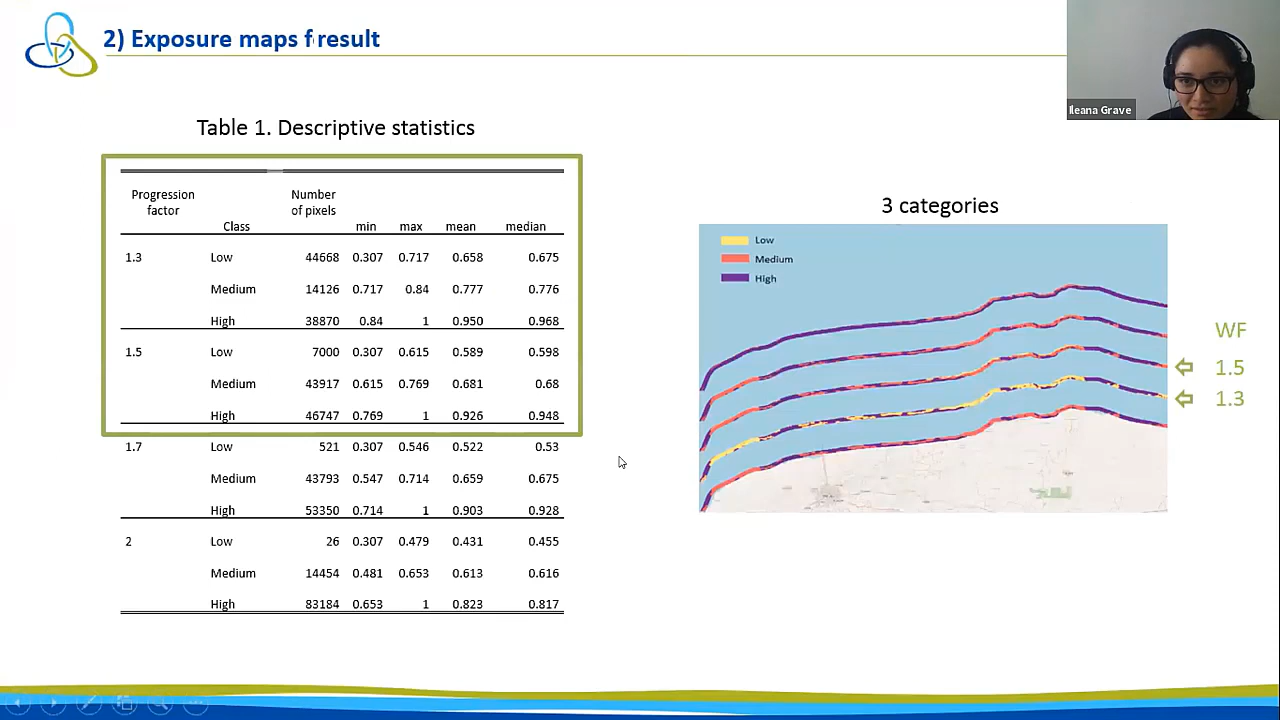 2) Exposure maps f result
Ileana Grave
Table 1. Descriptive statistics
Progression factor Class Number of pixels min max mean median
1.3 Low 44668 0.307 0.717 0.658 0.675
Medium 14126 0.717 0.84 0.777 0.776
High 38870 0.84 1 0.950 0.968
1.5 Low 7000 0.307 0.615 0.589 0.598
Medium 43917 0.615 0.769 0.681 0.68
High 46747 0.769 1 0.926 0.948
1.7 Low 521 0.307 0.546 0.522 0.53
Medium 43793 0.547 0.714 0.659 0.675
High 53350 0.714 1 0.903 0.928
2 Low 26 0.307 0.479 0.431 0.455
Medium 14454 0.481 0.653 0.613 0.616
High 83184 0.653 1 0.823 0.817
3 categories
Low
Medium
High
WF
1.5
1.3